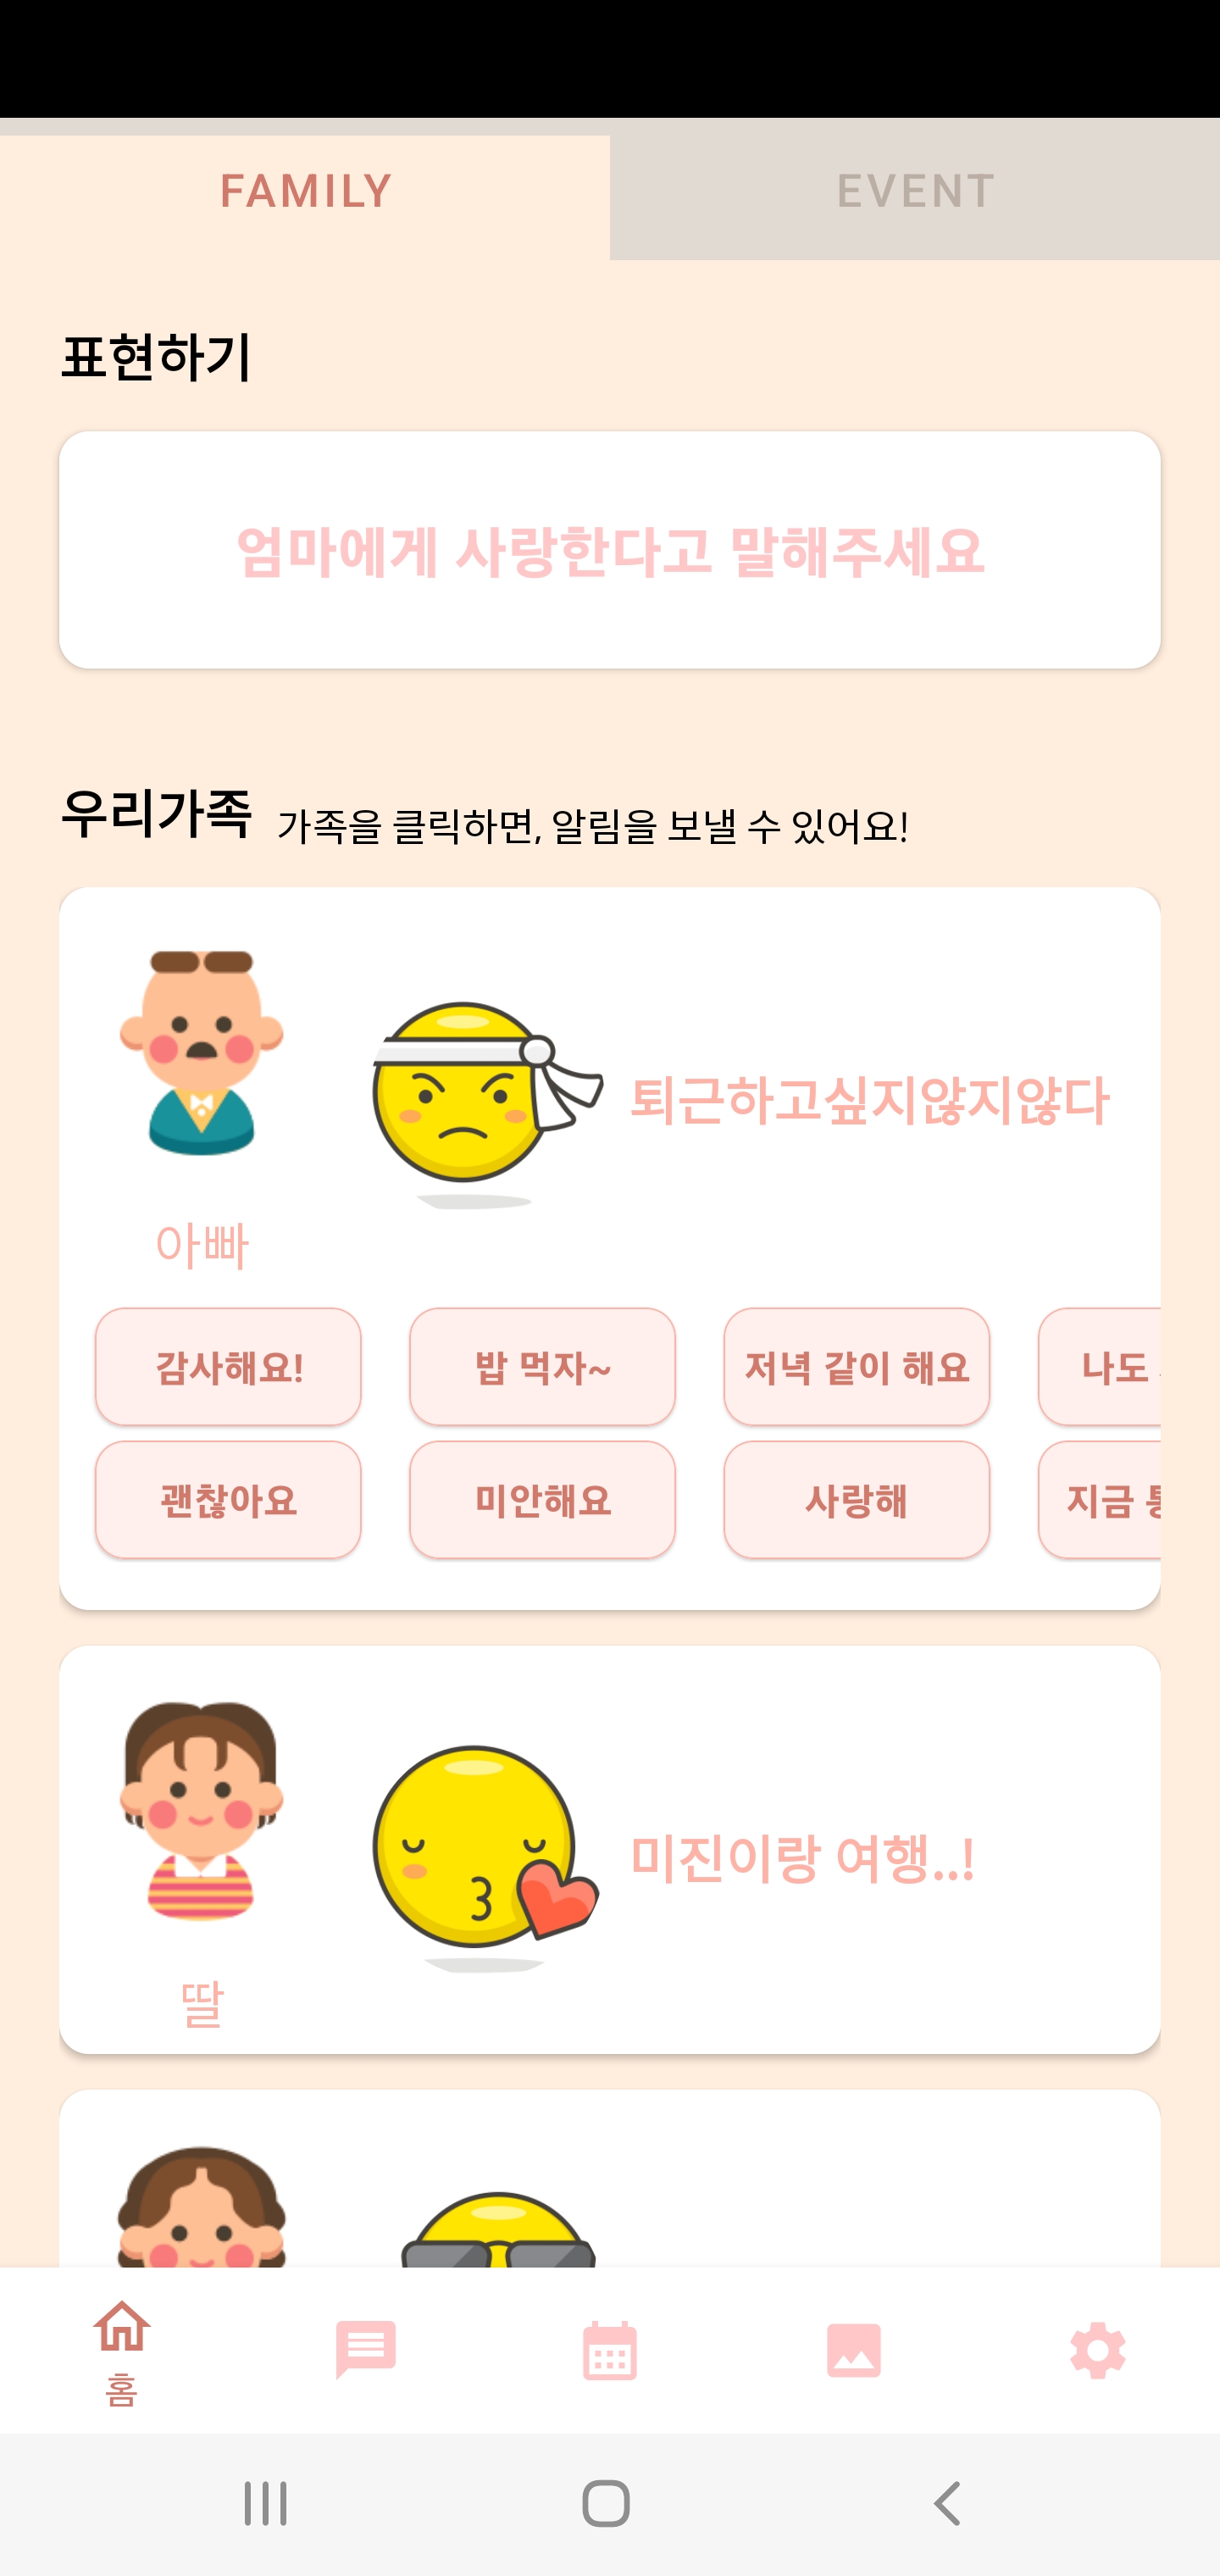 FAMILY
EVENT
표현하기
엄마에게 사랑한다고 말해주세요
우리가족 가족을 클릭하면, 알림을 보낼 수 있어요!
퇴근하고싶지않지않다
아빠
감사해요!
밥 먹자~
저녁 같이 해요
나도
괜찮아요
미안해요
사랑해
지금
미진이랑 여행..!
딸
홈